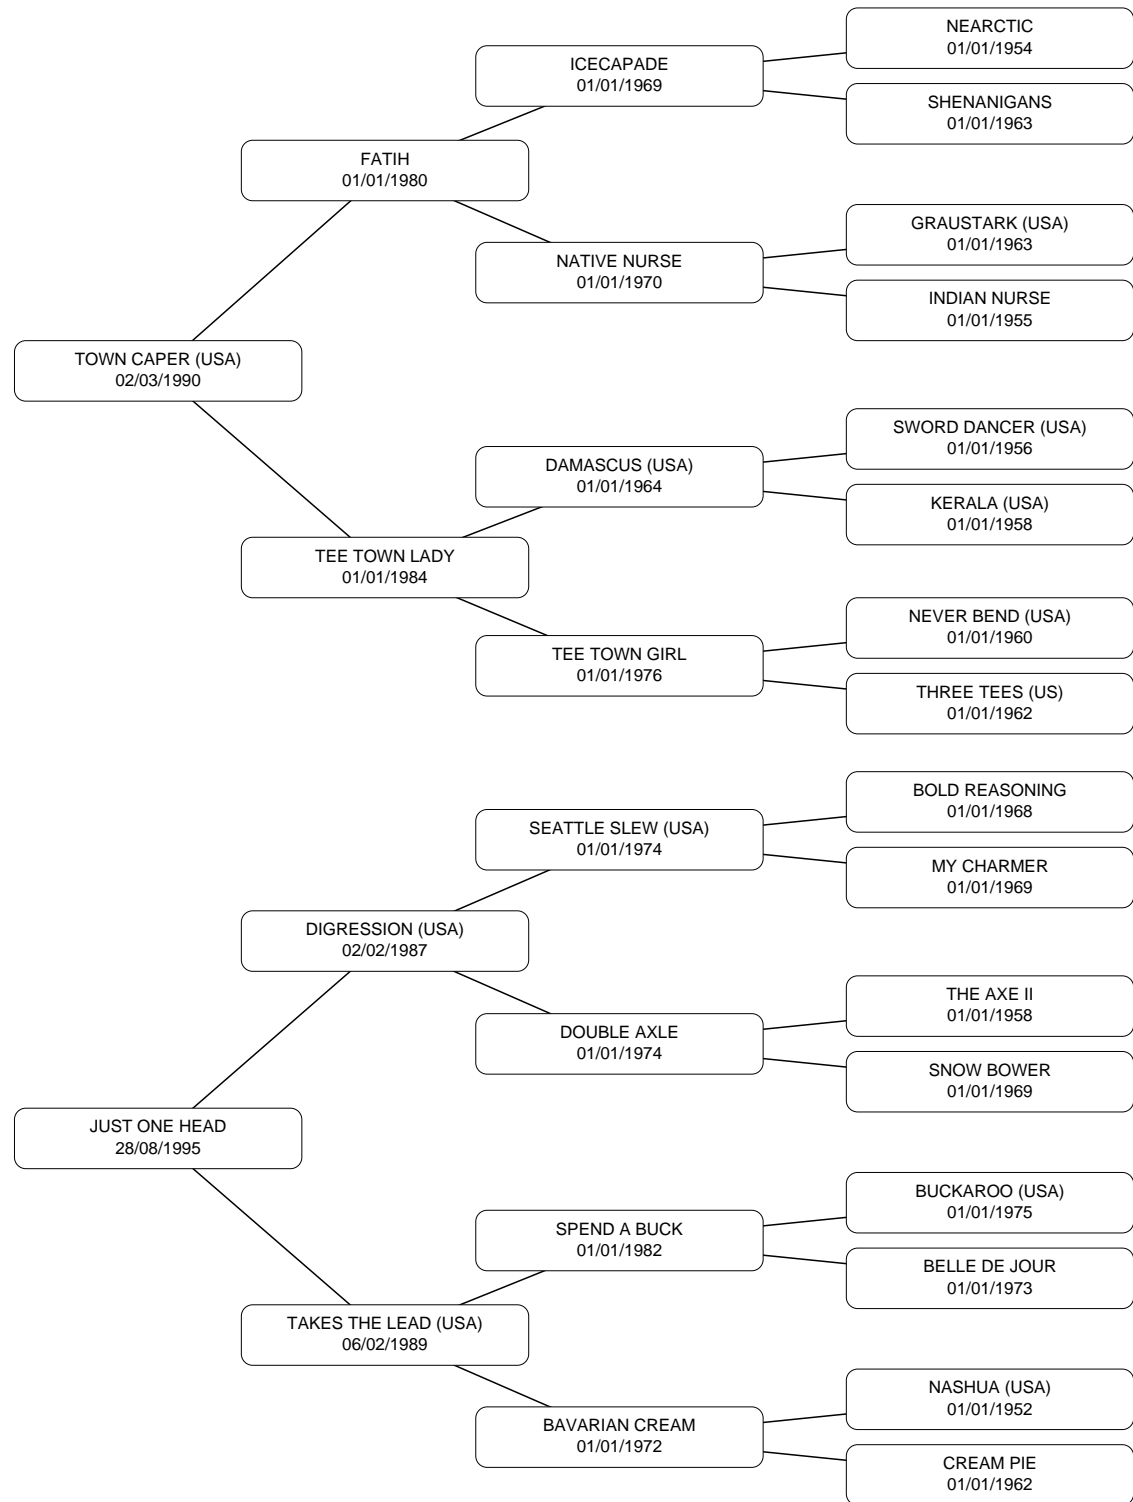 NEARCTIC
01/01/1954
ICECAPADE
01/01/1969
SHENANIGANS
01/01/1963
FATIH
01/01/1980
GRAUSTARK (USA)
01/01/1963
NATIVE NURSE
01/01/1970
INDIAN NURSE
01/01/1955
TOWN CAPER (USA)
02/03/1990
SWORD DANCER (USA)
01/01/1956
DAMASCUS (USA)
01/01/1964
KERALA (USA)
01/01/1958
TEE TOWN LADY
01/01/1984
NEVER BEND (USA)
01/01/1960
TEE TOWN GIRL
01/01/1976
THREE TEES (US)
01/01/1962
BOLD REASONING
01/01/1968
SEATTLE SLEW (USA)
01/01/1974
MY CHARMER
01/01/1969
DIGRESSION (USA)
02/02/1987
THE AXE II
01/01/1958
DOUBLE AXLE
01/01/1974
SNOW BOWER
01/01/1969
JUST ONE HEAD
28/08/1995
BUCKAROO (USA)
01/01/1975
SPEND A BUCK
01/01/1982
BELLE DE JOUR
01/01/1973
TAKES THE LEAD (USA)
06/02/1989
NASHUA (USA)
01/01/1952
BAVARIAN CREAM
01/01/1972
CREAM PIE
01/01/1962